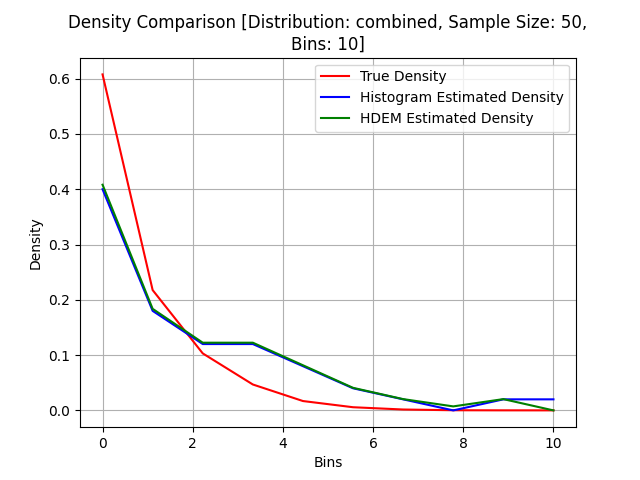 Density Comparison [Distribution: combined, Sample Size: 50,
Bins: 10]
True Density
Histogram Estimated Density
HDEM Estimated Density
Density
0.6
0.5
0.4
0.3
0.2
0.1
0.0
0 2 4 6 8 10
Bins